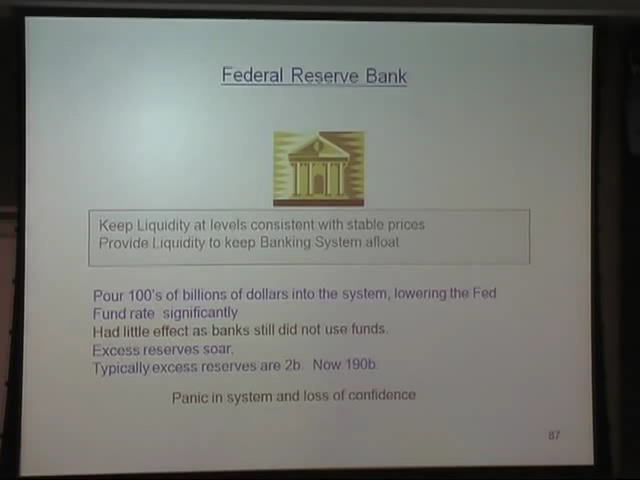 Federal Reserve Bank
Keep Liquidity at levels consistent with stable prices
Provide Liquidity to keep Banking System afloat
Pour 100's of billions of dollars into the system, lowering the Fed
Fund rate significantly
Had little effect as banks still did not use funds.
Excess reserves soar.
Typically excess reserves are 2b. Now 190b.
Panic in system and loss of confidence
87